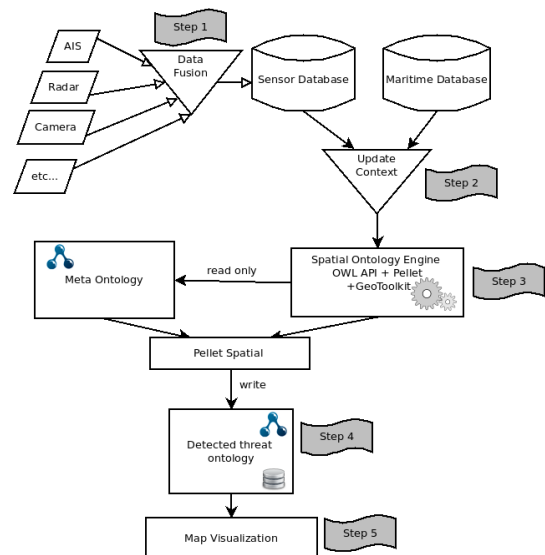 Step 1
AIS
Data
Fusion
Radar
Sensor Database
Maritime Database
Camera
etc...
Update
Context
Step 2
Spatial Ontology Engine
OWL API + Pellet
+GeoToolkit
Meta Ontology
read only
Step 3
Pellet Spatial
write
Detected threat
ontology
Step 4
Map Visualization
Step 5